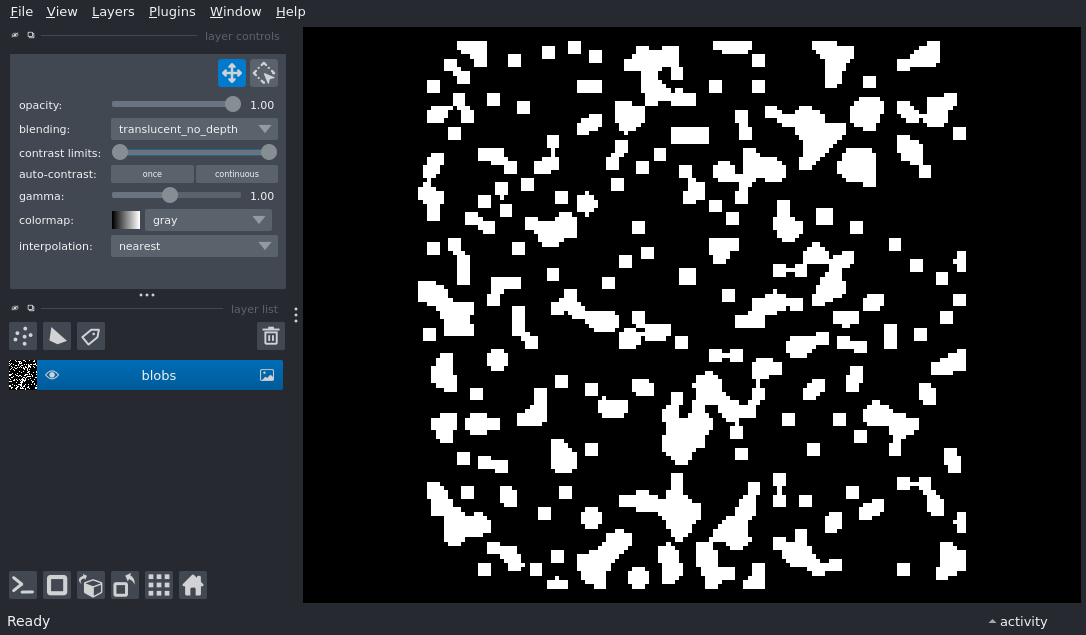 File View Layers Plugins Window Help
layer controls
opacity: 1.00
blending: translucent_no_depth
contrast limits:
auto-contrast: once continuous
gamma: 1.00
colormap: gray
interpolation: nearest
layer list
blobs
Ready activity